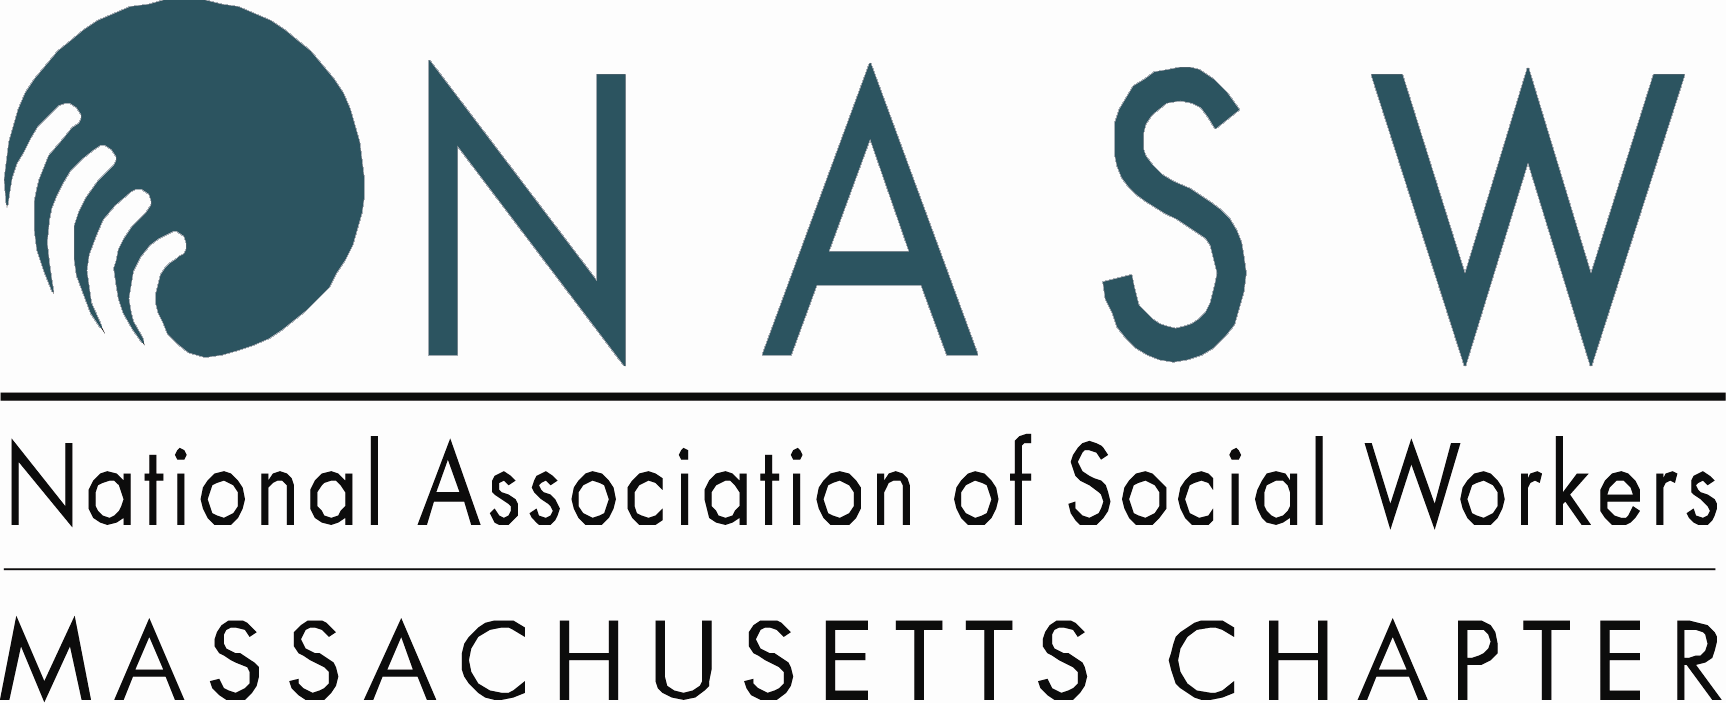 NASW
National Association of Social Workers
MASSACHUSETTS CHAPTER